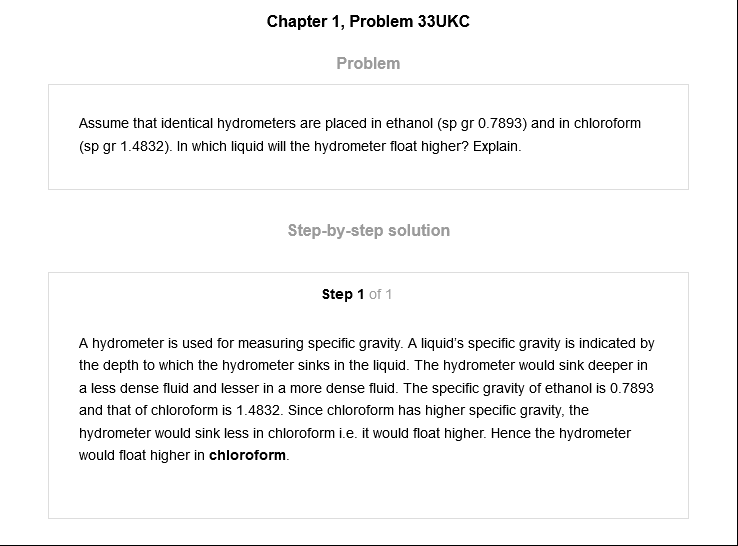 Chapter 1, Problem 33UKC
Problem
Assume that identical hydrometers are placed in ethanol (sp gr 0.7893) and in chloroform
(sp gr 1.4832). In which liquid will the hydrometer float higher? Explain.
Step-by-step solution
Step 1 of 1
A hydrometer is used for measuring specific gravity. A liquid’s specific gravity is indicated by
the depth to which the hydrometer sinks in the liquid. The hydrometer would sink deeper in
a less dense fluid and lesser in a more dense fluid. The specific gravity of ethanol is 0.7893
and that of chloroform is 1.4832. Since chloroform has higher specific gravity, the
hydrometer would sink less in chloroform i.e. it would float higher. Hence the hydrometer
would float higher in chloroform.